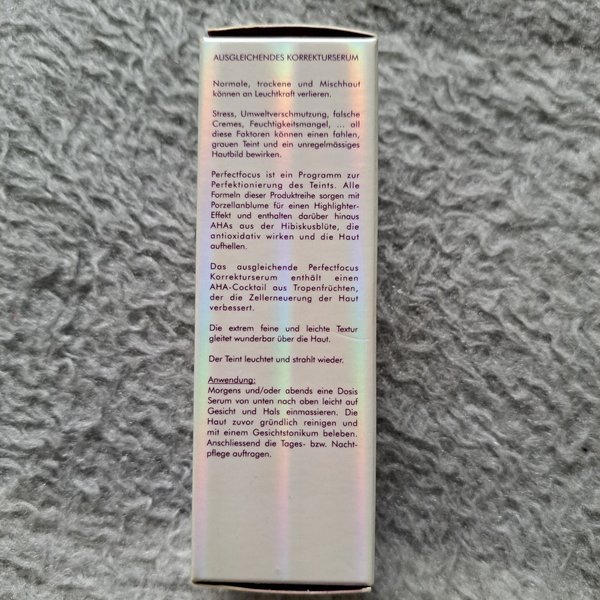 AUSGLEICHENDES KORREKTURSERUM
Normale, trockene und Mischhaut
können an Leuchtkraft verlieren.
Stress, Umweltverschmutzung, falsche
Cremes, Feuchtigkeitsmangel, ... all
diese Faktoren können einen fahlen,
grauen Teint und ein unregelmässiges
Hautbild bewirken.
Perfectfocus ist ein Programm zur
Perfektionierung des Teints. Alle
Formeln dieser Produktreihe sorgen mit
Porzellanblume für einen Highlighter-
Effekt und enthalten darüber hinaus
AHAs aus der Hibiskusblüte, die
antioxidativ wirken und die Haut
aufhellen.
Das ausgleichende Perfectfocus
Korrekturserum enthält einen
AHA-Cocktail aus Tropenfrüchten,
der die Zellerneuerung der Haut
verbessert.
Die extrem feine und leichte Textur
gleitet wunderbar über die Haut.
Der Teint leuchtet und strahlt wieder.
Anwendung:
Morgens und/oder abends eine Dosis
Serum von unten nach oben leicht auf
Gesicht und Hals einmassieren. Die
Haut zuvor gründlich reinigen und
mit einem Gesichtstonikum beleben.
Anschliessend die Tages- bzw. Nacht-
pflege auftragen.